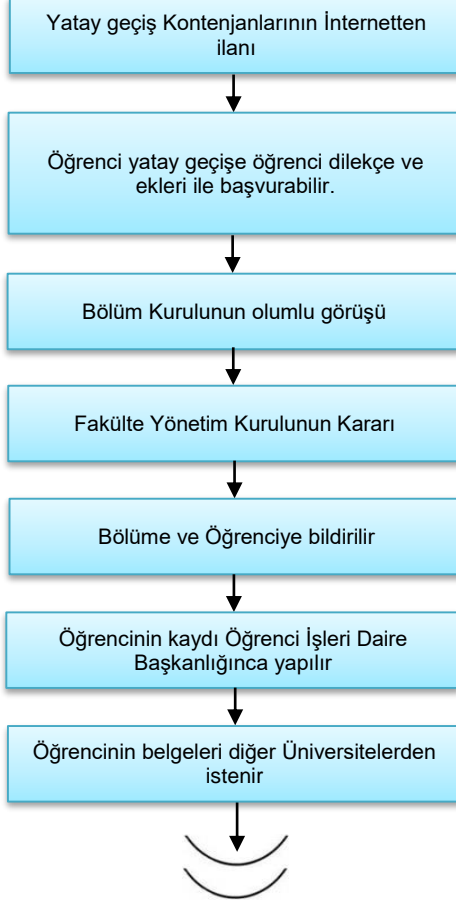 Yatay geçiş Kontenjanlarının İnternetten
ilanı
Öğrenci yatay geçişe öğrenci dilekçe ve
ekleri ile başvurabilir.
Bölüm Kurulunun olumlu görüşü
Fakülte Yönetim Kurulunun Kararı
Bölüme ve Öğrenciye bildirilir
Öğrencinin kaydı Öğrenci İşleri Daire
Başkanlığınca yapılır
Öğrencinin belgeleri diğer Üniversitelerden
istenir